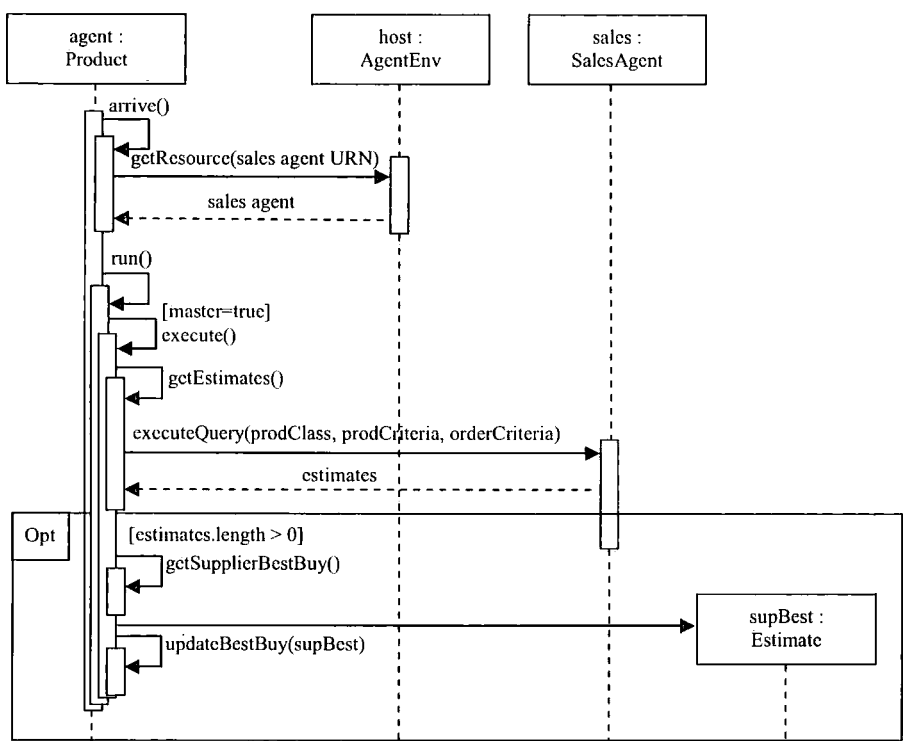 agent :
Product
host :
AgentEnv
sales :
SalesAgent
arrive()
getResource(sales agent URN)
sales agent
run()
[master=true]
execute()
getEstimates()
executeQuery(prodClass, prodCriteria, orderCriteria)
estimates
Opt
[estimates.length > 0]
getSupplierBestBuy()
supBest :
Estimate
updateBestBuy(supBest)